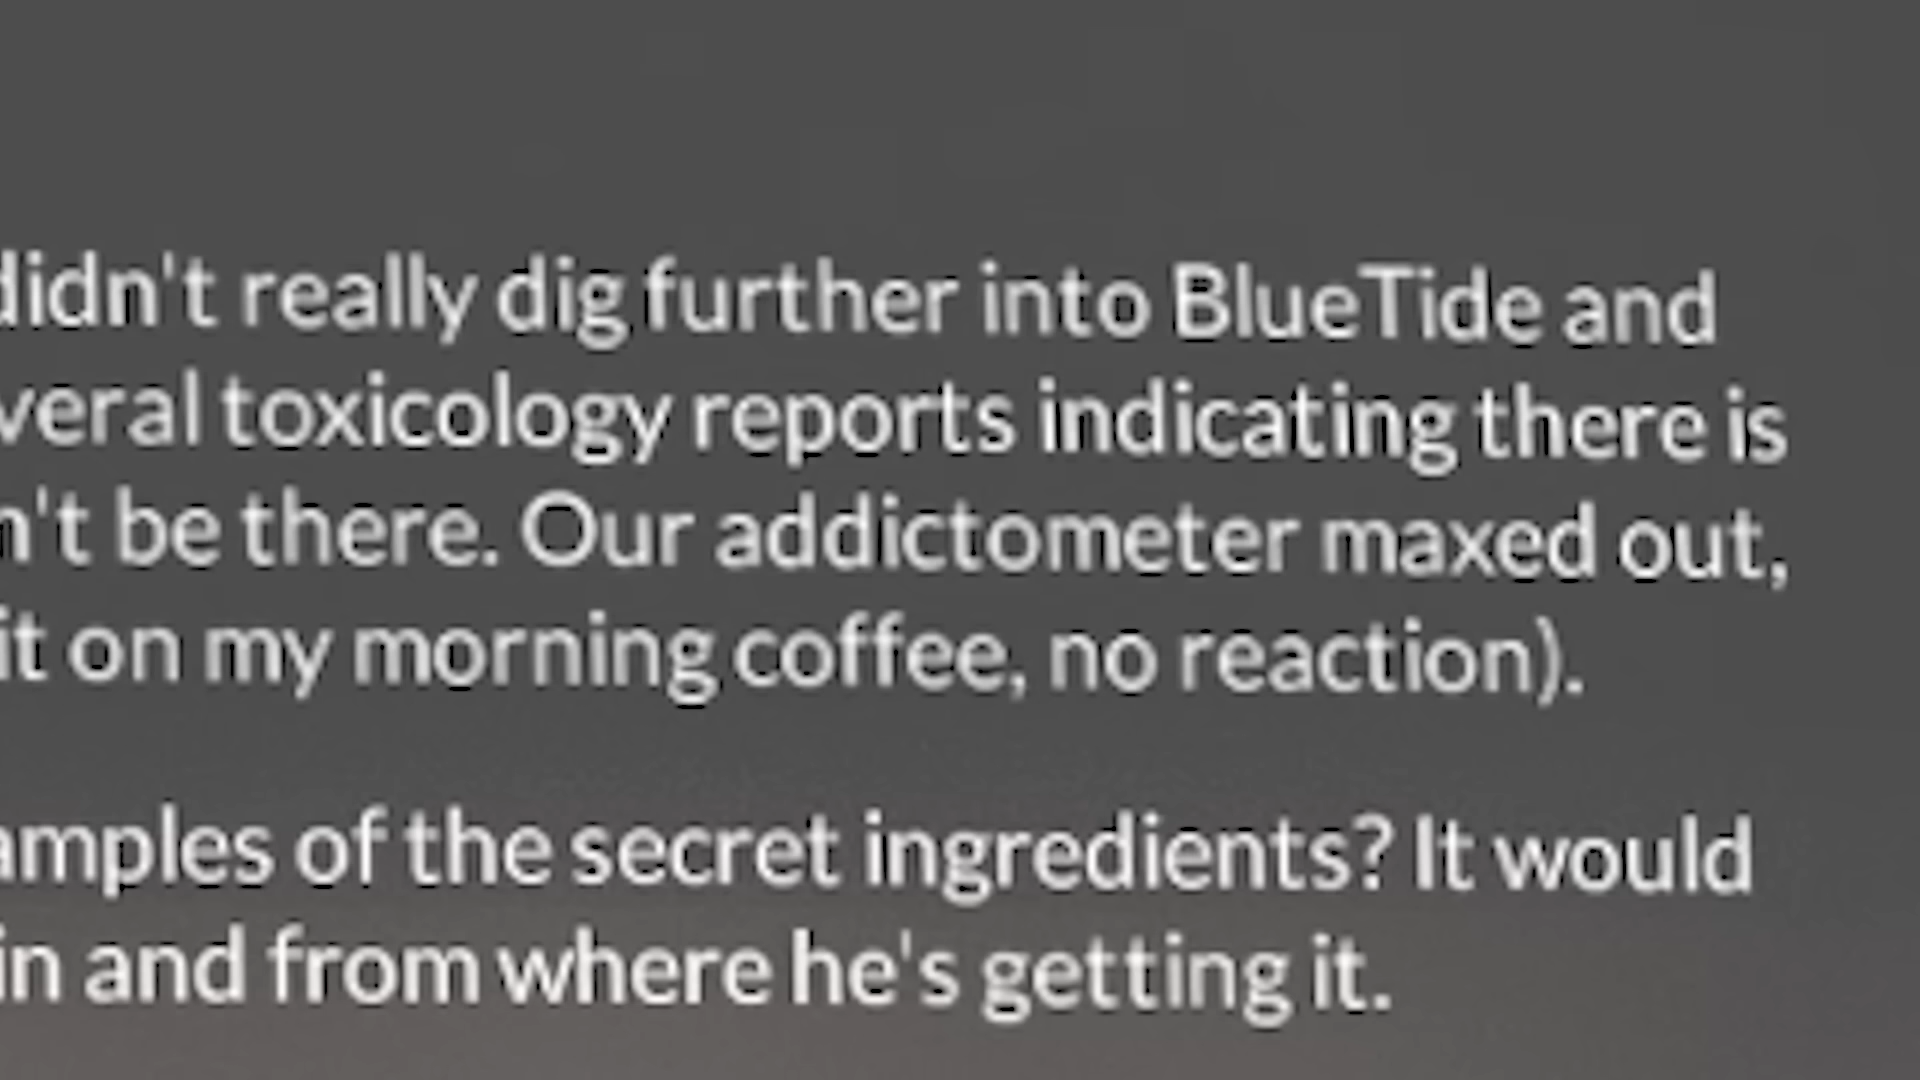 didn't really dig further into BlueTide and
veral toxicology reports indicating there is
n't be there. Our addictometer maxed out,
it on my morning coffee, no reaction).
amples of the secret ingredients? It would
in and from where he's getting it.